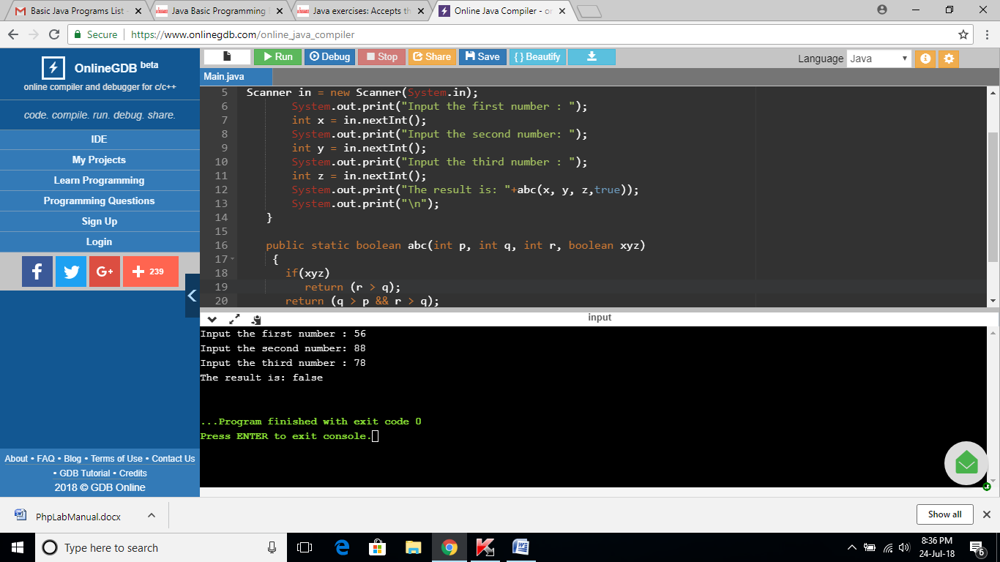 Basic Java Programs List
Java Basic Programming
Java exercises: Accepts th
Online Java Compiler - or
Secure
https://www.onlinegdb.com/online_java_compiler
OnlineGDB beta
online compiler and debugger for c/c++
code. compile. run. debug. share.
IDE
My Projects
Learn Programming
Programming Questions
Sign Up
Login
f
G+
+ 239
About • FAQ • Blog • Terms of Use • Contact Us
• GDB Tutorial • Credits
2018 © GDB Online
Run
Debug
Stop
Share
Save
{ } Beautify
Language Java
Main.java
5 Scanner in = new Scanner(System.in);
6 System.out.print("Input the first number : ");
7 int x = in.nextInt();
8 System.out.print("Input the second number: ");
9 int y = in.nextInt();
10 System.out.print("Input the third number : ");
11 int z = in.nextInt();
12 System.out.print("The result is: "+abc(x, y, z,true));
13 System.out.print("\n");
14 }
15
16 public static boolean abc(int p, int q, int r, boolean xyz)
17 {
18 if(xyz)
19 return (r > q);
20 return (q > p && r > q);
input
Input the first number : 56
Input the second number: 88
Input the third number : 78
The result is: false
...Program finished with exit code 0
Press ENTER to exit console.
PhpLabManual.docx
Show all
Type here to search
8:36 PM
24-Jul-18
6